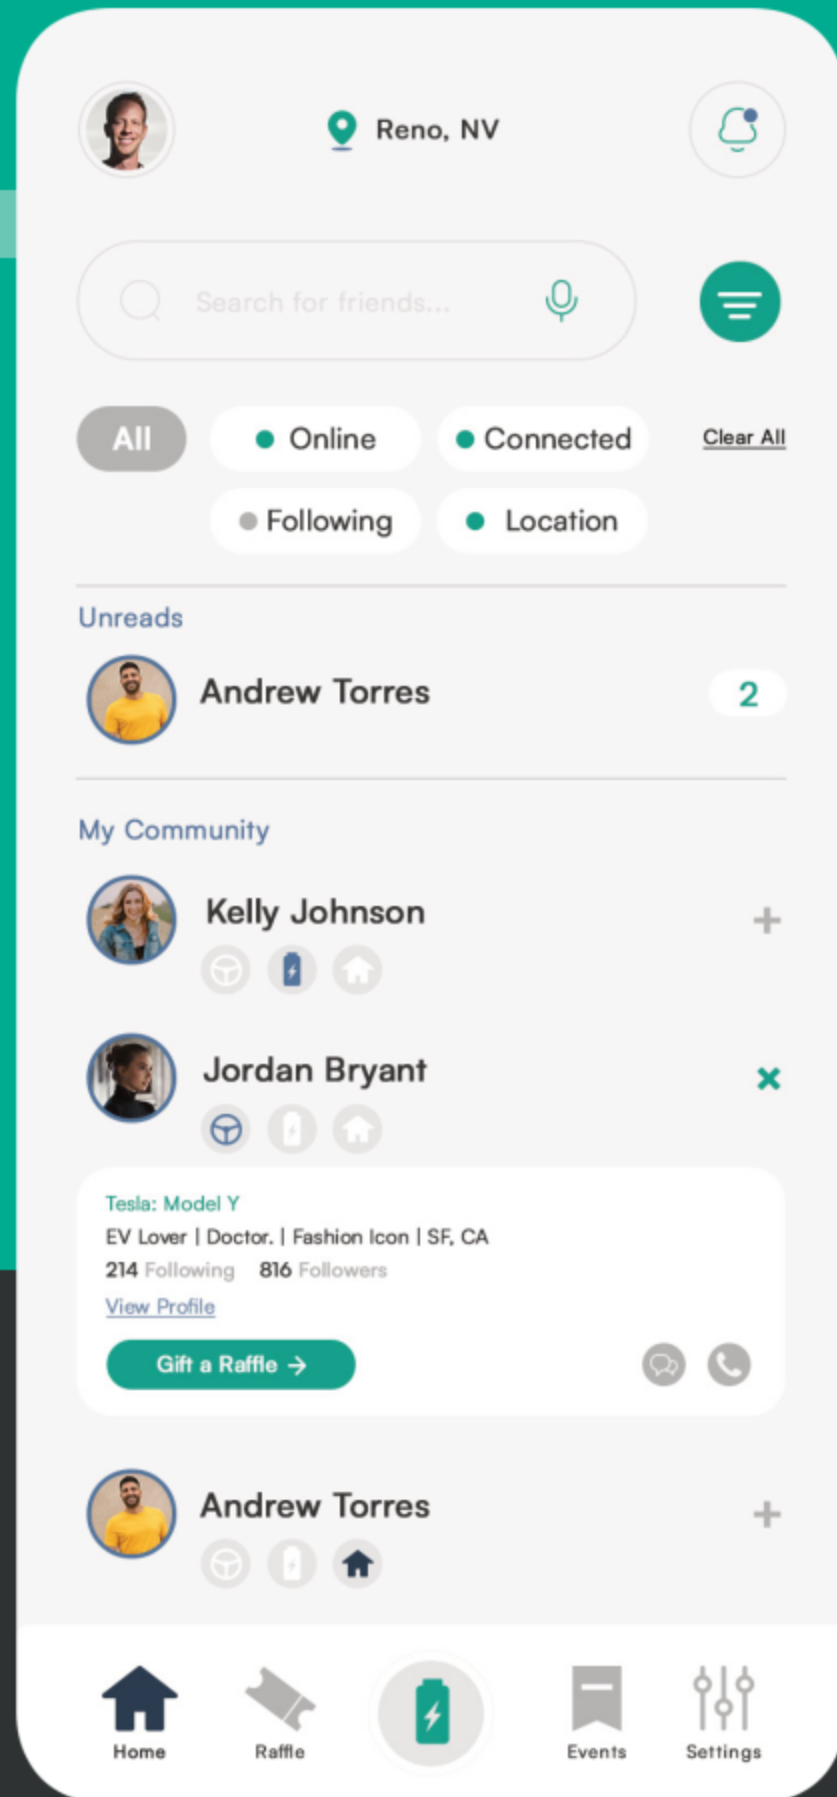 Reno, NV
Search for friends...
All
Online
Connected
Clear All
Following
Location
Unreads
Andrew Torres
2
My Community
Kelly Johnson
Jordan Bryant
Tesla: Model Y
EV Lover | Doctor. | Fashion Icon | SF, CA
214 Following 816 Followers
View Profile
Gift a Raffle →
Andrew Torres
Home
Raffle
Events
Settings